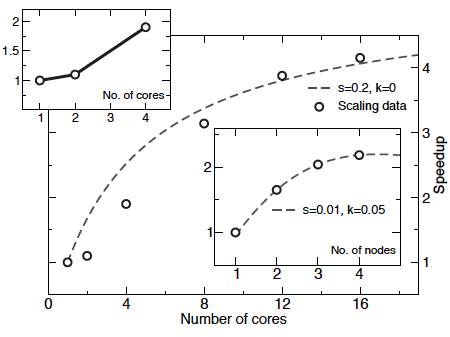 2
1.5
1
No. of cores
1 2 3 4
4
s=0.2, k=0
Scaling data
3
Speedup
2
s=0.01, k=0.05
2
1
No. of nodes
1 2 3 4
1
0 4 8 12 16
Number of cores